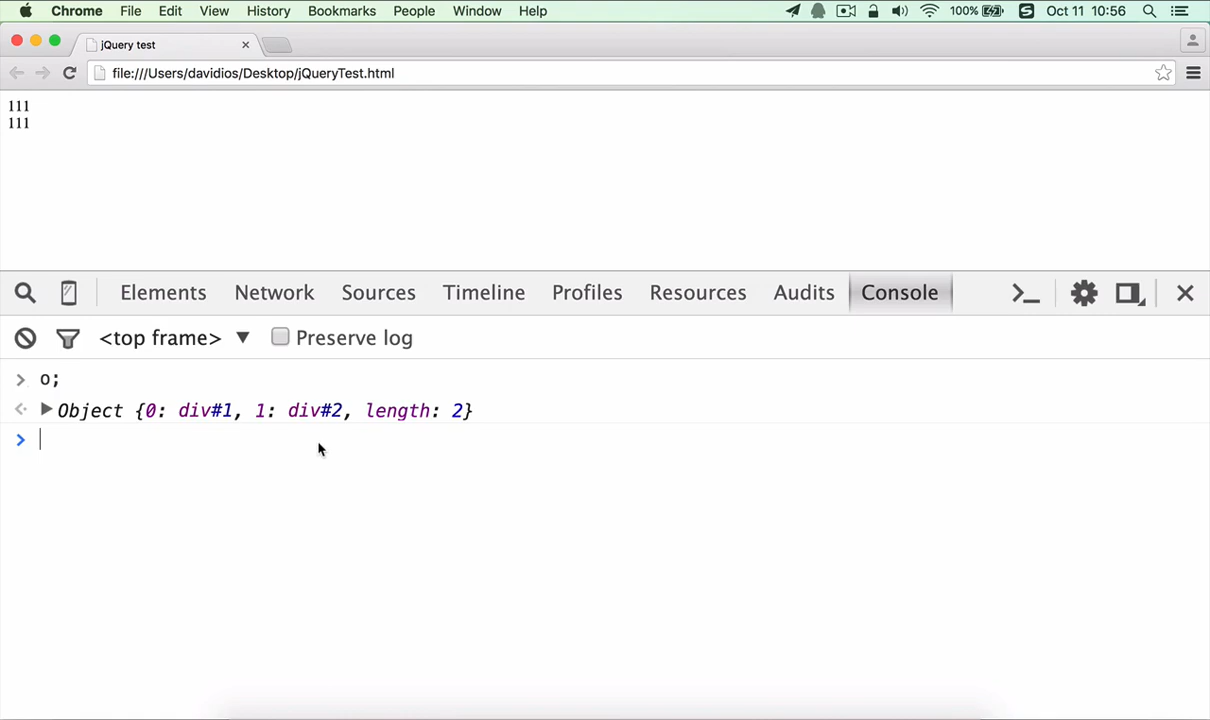 Chrome File Edit View History Bookmarks People Window Help 100% Oct 11 10:56
jQuery test
file:///Users/davidios/Desktop/jQueryTest.html
111
111
Elements Network Sources Timeline Profiles Resources Audits Console
<top frame> Preserve log
> o;
Object {0: div#1, 1: div#2, length: 2}
>